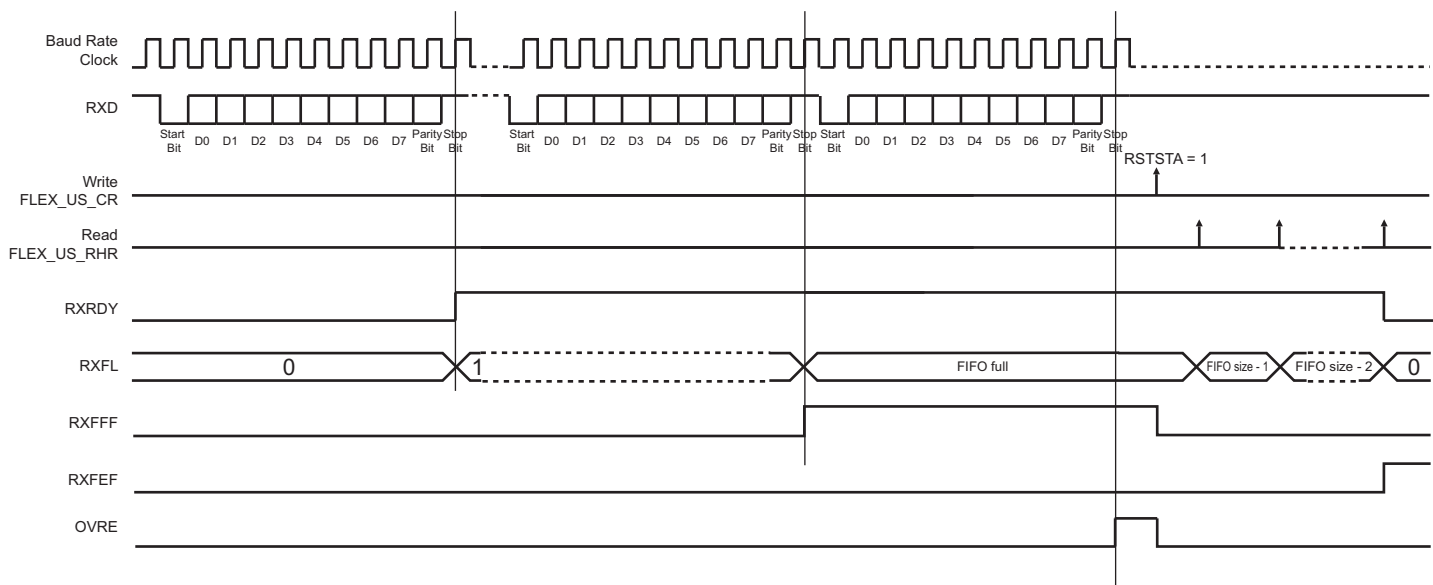 Baud Rate
Clock
RXD
Start
Bit
D0
D1
D2
D3
D4
D5
D6
D7
Parity
Bit
Stop
Bit
Start
Bit
D0
D1
D2
D3
D4
D5
D6
D7
Parity
Bit
Stop
Bit
Start
Bit
D0
D1
D2
D3
D4
D5
D6
D7
Parity
Bit
Stop
Bit
RSTSTA = 1
Write
FLEX_US_CR
Read
FLEX_US_RHR
RXRDY
RXFL
0
1
FIFO full
FIFO size - 1
FIFO size - 2
0
RXFFF
RXFEF
OVRE